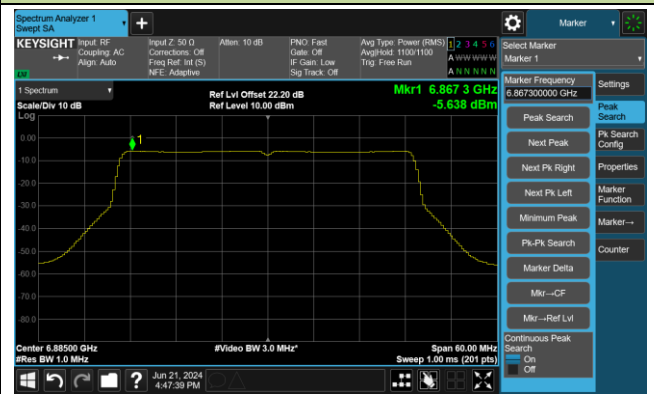 Spectrum Analyzer 1
Swept SA
+
Marker
KEYSIGHT
Input: RF
Coupling: AC
Align: Auto
Input Z: 50 Ω
Corrections: Off
Freq Ref: Int (S)
NFE: Adaptive
Atten: 10 dB
PNO: Fast
Gate: Off
IF Gain: Low
Sig Track: Off
Avg Type: Power (RMS)
Avg|Hold: 1100/1100
Trig: Free Run
1 2 3 4 5 6
A W W W W W
A N N N N N
LXI
Select Marker
Marker 1
1 Spectrum
Scale/Div 10 dB
Log
Ref Lvl Offset 22.20 dB
Ref Level 10.00 dBm
Mkr1 6.867 3 GHz
-5.638 dBm
1
0.00
-10.0
-20.0
-30.0
-40.0
-50.0
-60.0
-70.0
-80.0
Center 6.88500 GHz
#Res BW 1.0 MHz
#Video BW 3.0 MHz*
Span 60.00 MHz
Sweep 1.00 ms (201 pts)
Marker Frequency
6.867300000 GHz
Peak Search
Next Peak
Next Pk Right
Next Pk Left
Minimum Peak
Pk-Pk Search
Marker Delta
Mkr→CF
Mkr→Ref Lvl
Continuous Peak
Search
On
Off
Settings
Peak
Search
Pk Search
Config
Properties
Marker
Function
Marker→
Counter
?
Jun 21, 2024
4:47:39 PM